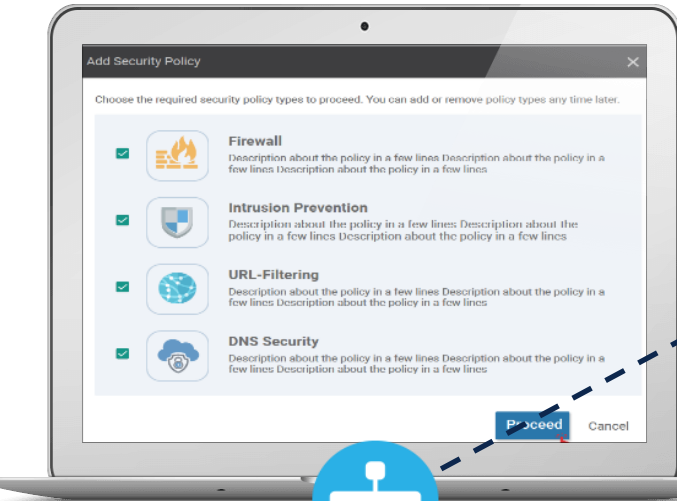 Add Security Policy
Choose the required security policy types to proceed. You can add or remove policy types any time later.
Firewall
Description about the policy in a few lines Description about the policy in a
few lines Description about the policy in a few lines
Intrusion Prevention
Description about the policy in a few lines Description about the
policy in a few lines Description about the policy in a few lines
URL-Filtering
Description about the policy in a few lines Description about the policy in a
few lines Description about the policy in a few lines
DNS Security
Description about the policy in a few lines Description about the policy in a
few lines Description about the policy in a few lines
Proceed Cancel